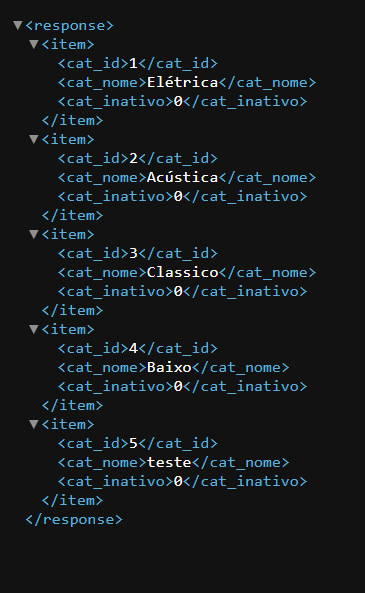 <response>
<item>
<cat_id>1</cat_id>
<cat_nome>Elétrica</cat_nome>
<cat_inativo>0</cat_inativo>
</item>
<item>
<cat_id>2</cat_id>
<cat_nome>Acústica</cat_nome>
<cat_inativo>0</cat_inativo>
</item>
<item>
<cat_id>3</cat_id>
<cat_nome>Classico</cat_nome>
<cat_inativo>0</cat_inativo>
</item>
<item>
<cat_id>4</cat_id>
<cat_nome>Baixo</cat_nome>
<cat_inativo>0</cat_inativo>
</item>
<item>
<cat_id>5</cat_id>
<cat_nome>teste</cat_nome>
<cat_inativo>0</cat_inativo>
</item>
</response>